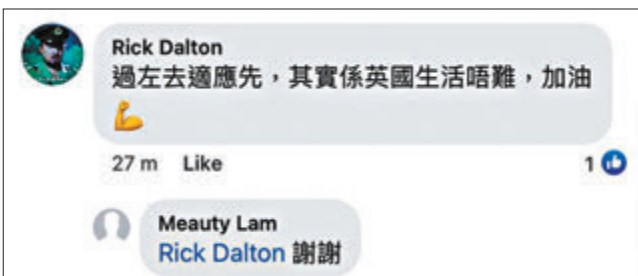 Rick Dalton
過左去適應先，其實係英國生活唔難，加油
💪
27 m Like 1
Meauty Lam
Rick Dalton 謝謝